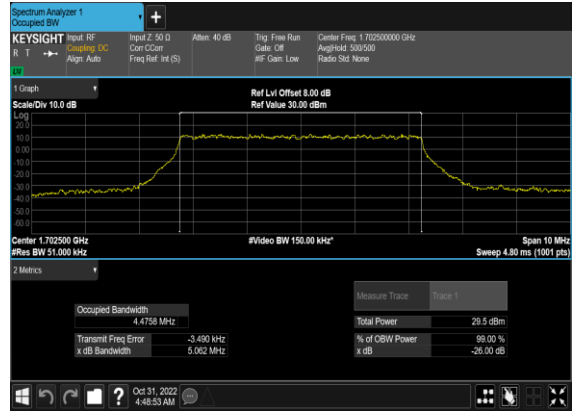 Spectrum Analyzer 1
Occupied BW
KEYSIGHT Input: RF Input Z: 50 Ω Atten: 40 dB Trig: Free Run Center Freq: 1.702500000 GHz
R T Coupling: DC Corr CCorr Gate: Off Avg|Hold: 500/500
Align: Auto Freq Ref: Int (S) #IF Gain: Low Radio Std: None
1 Graph
Ref Lvl Offset 8.00 dB
Scale/Div 10.0 dB Ref Value 30.00 dBm
Log
20.0
10.0
0.00
-10.0
-20.0
-30.0
-40.0
-50.0
-60.0
Center 1.702500 GHz #Video BW 150.00 kHz* Span 10 MHz
#Res BW 51.000 kHz Sweep 4.80 ms (1001 pts)
2 Metrics
Measure Trace Trace 1
Occupied Bandwidth
4.4758 MHz Total Power 29.5 dBm
Transmit Freq Error -3.490 kHz % of OBW Power 99.00 %
x dB Bandwidth 5.062 MHz x dB -26.00 dB
? Oct 31, 2022
4:48:53 AM